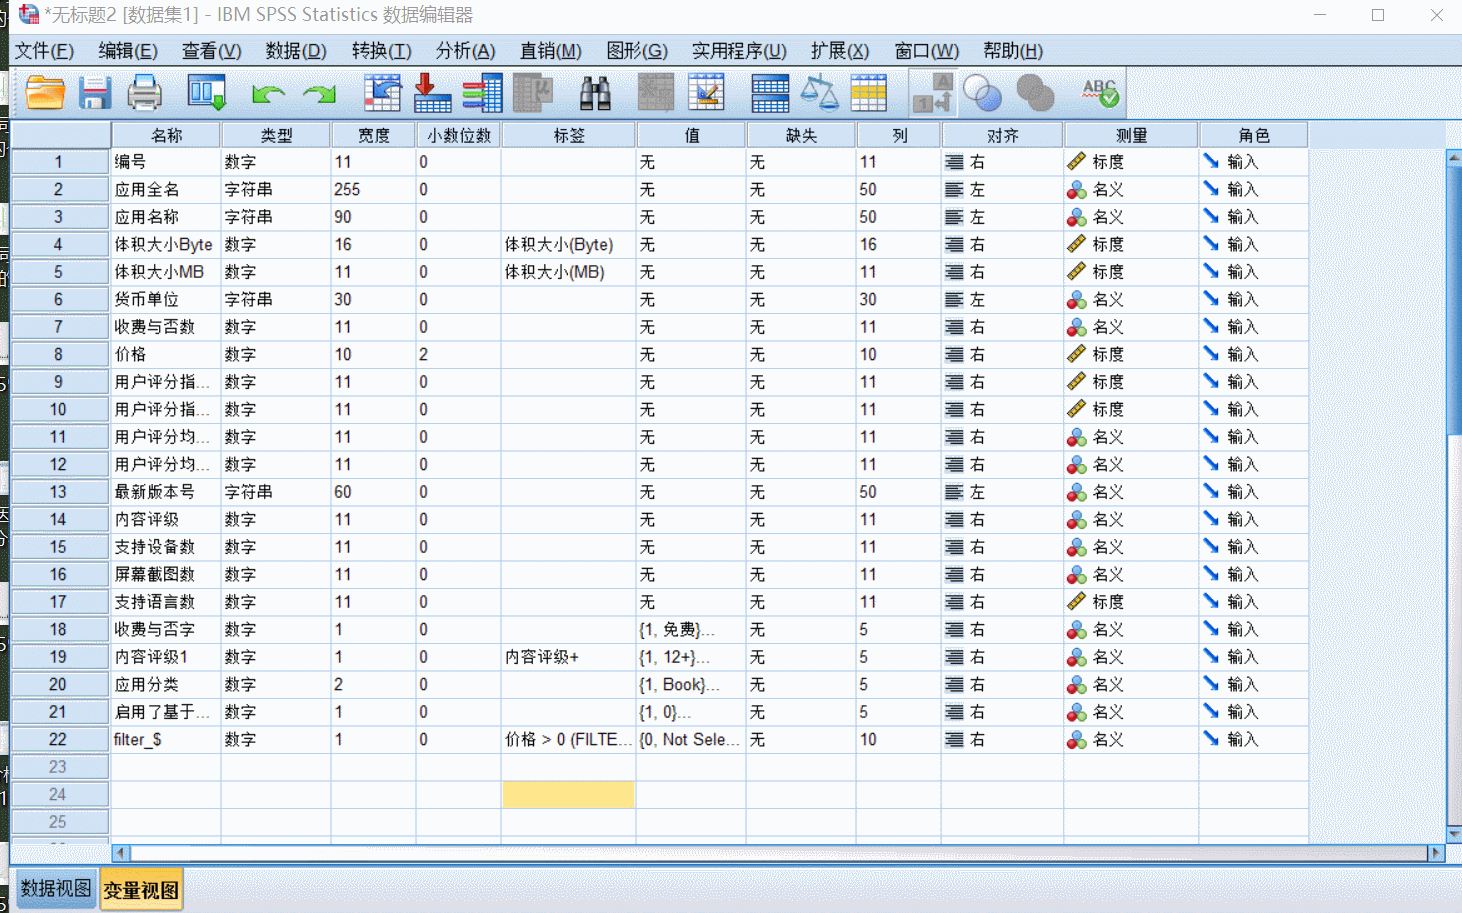 *无标题2 [数据集1] - IBM SPSS Statistics 数据编辑器
文件(F) 编辑(E) 查看(V) 数据(D) 转换(T) 分析(A) 直销(M) 图形(G) 实用程序(U) 扩展(X) 窗口(W) 帮助(H)
名称 类型 宽度 小数位数 标签 值 缺失 列 对齐 测量 角色
1 编号 数字 11 0 无 无 11 右 标度 输入
2 应用全名 字符串 255 0 无 无 50 左 名义 输入
3 应用名称 字符串 90 0 无 无 50 左 名义 输入
4 体积大小Byte 数字 16 0 体积大小(Byte) 无 无 16 右 标度 输入
5 体积大小MB 数字 11 0 体积大小(MB) 无 无 11 右 标度 输入
6 货币单位 字符串 30 0 无 无 30 左 名义 输入
7 收费与否数 数字 11 0 无 无 11 右 名义 输入
8 价格 数字 10 2 无 无 10 右 标度 输入
9 用户评分指... 数字 11 0 无 无 11 右 标度 输入
10 用户评分指... 数字 11 0 无 无 11 右 标度 输入
11 用户评分均... 数字 11 0 无 无 11 右 名义 输入
12 用户评分均... 数字 11 0 无 无 11 右 名义 输入
13 最新版本号 字符串 60 0 无 无 50 左 名义 输入
14 内容评级 数字 11 0 无 无 11 右 名义 输入
15 支持设备数 数字 11 0 无 无 11 右 名义 输入
16 屏幕截图数 数字 11 0 无 无 11 右 名义 输入
17 支持语言数 数字 11 0 无 无 11 右 标度 输入
18 收费与否字 数字 1 0 {1, 免费}... 无 5 右 名义 输入
19 内容评级1 数字 1 0 内容评级+ {1, 12+}... 无 5 右 名义 输入
20 应用分类 数字 2 0 {1, Book}... 无 5 右 名义 输入
21 启用了基于... 数字 1 0 {1, 0}... 无 5 右 名义 输入
22 filter_$ 数字 1 0 价格 > 0 (FILTE... {0, Not Sele... 无 10 右 名义 输入
23
24
25
数据视图 变量视图